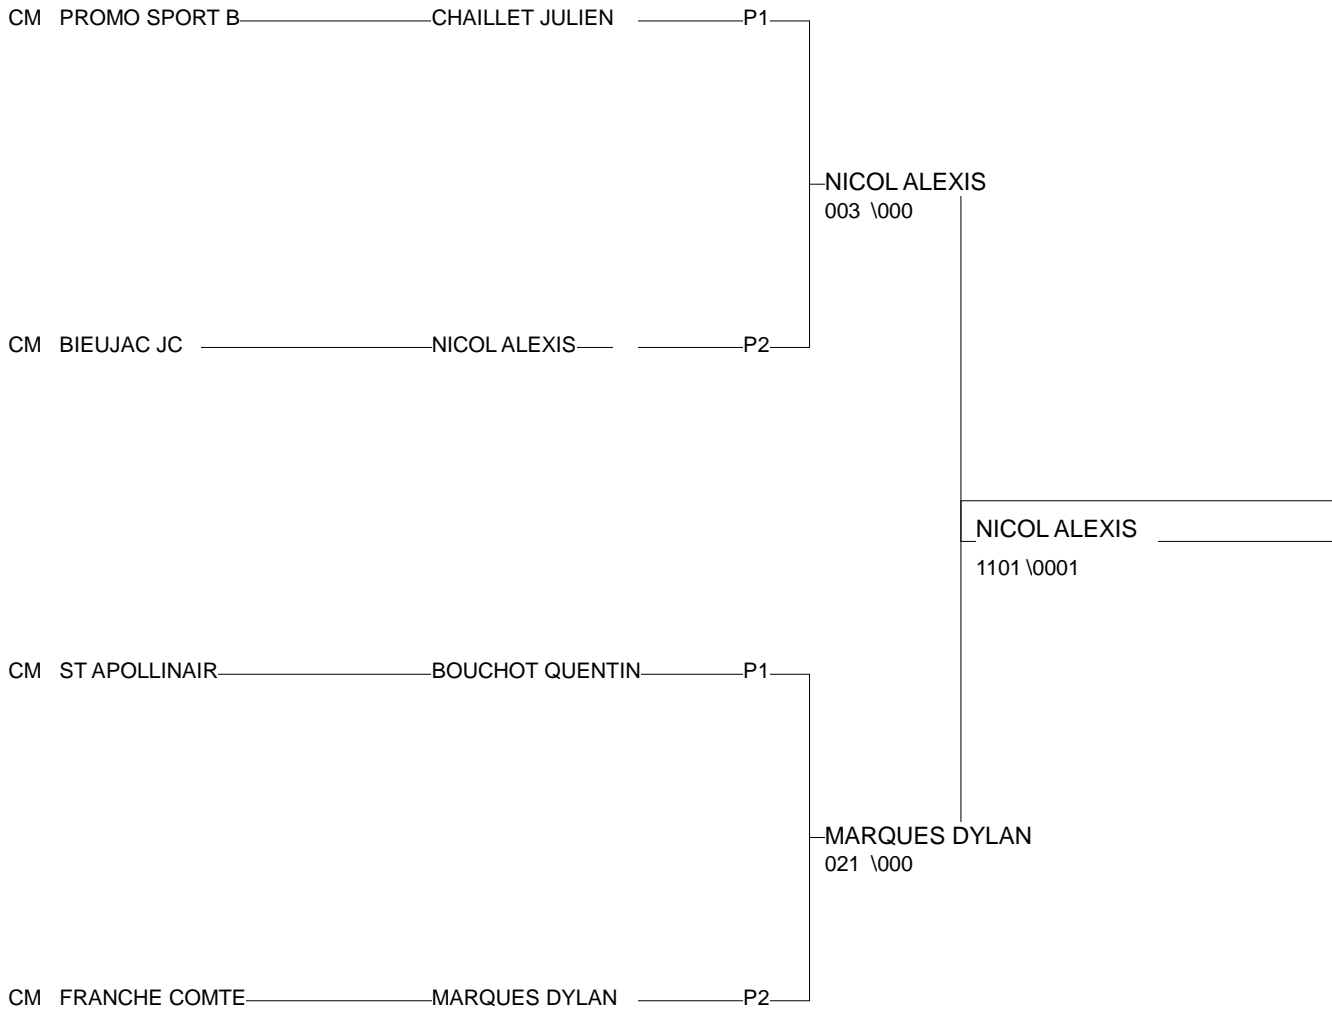 CM PROMO SPORT B CHAILLET JULIEN P1
NICOL ALEXIS
003 \000
CM BIEUJAC JC NICOL ALEXIS P2
NICOL ALEXIS
1101 \0001
CM ST APOLLINAIR BOUCHOT QUENTIN P1
MARQUES DYLAN
021 \000
CM FRANCHE COMTE MARQUES DYLAN P2